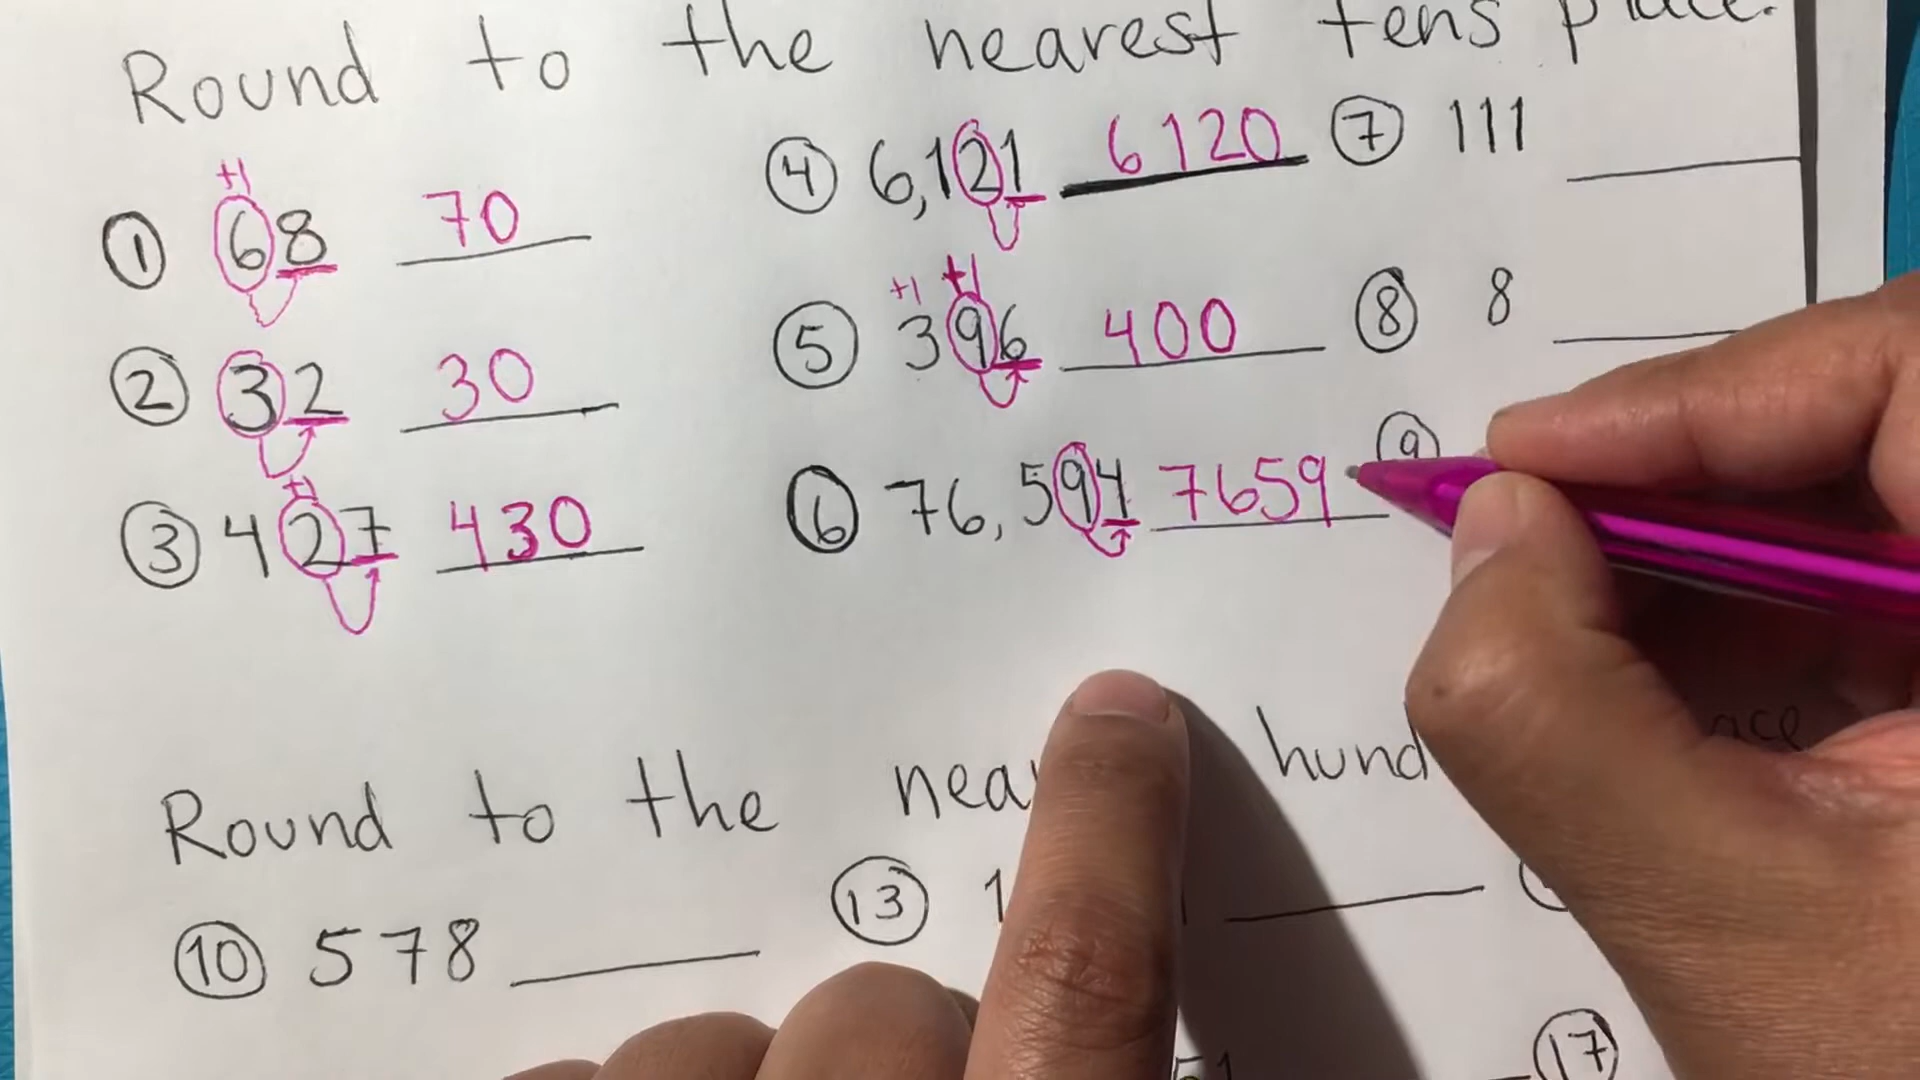 Round to the nearest tens place.
① +1 68 70
② 32 30
③ +1 427 430
④ 6,121 6120
⑤ +1 +1 396 400
⑥ 76,594 7659
⑦ 111
⑧ 8
⑨
Round to the
⑩ 578
⑬
⑰